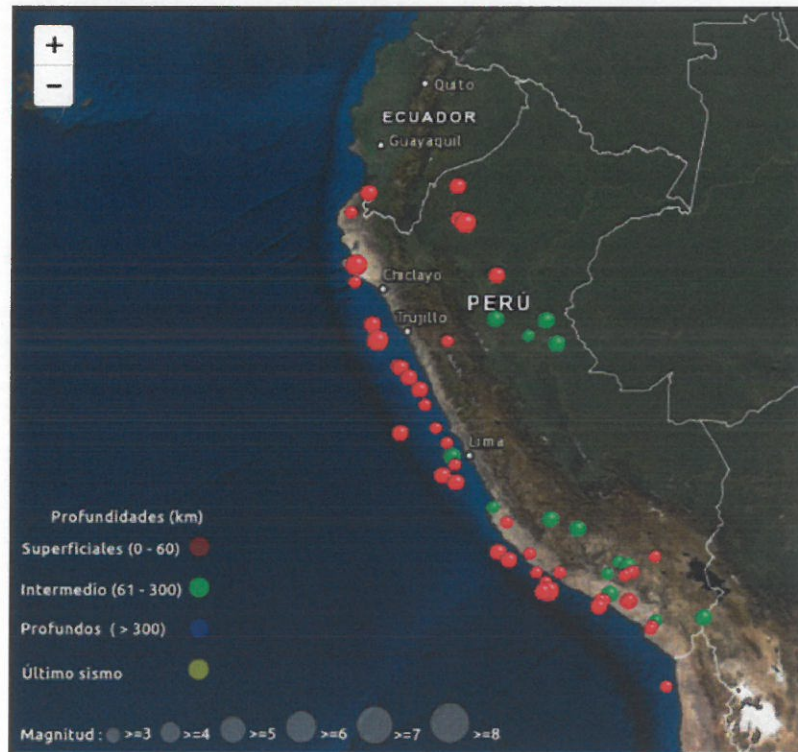 +
−
Quito
ECUADOR
Guayaquil
Chiclayo
PERÚ
Trujillo
Lima
Profundidades (km)
Superficiales (0 - 60)
Intermedio (61 - 300)
Profundos ( > 300)
Último sismo
Magnitud : >=3 >=4 >=5 >=6 >=7 >=8